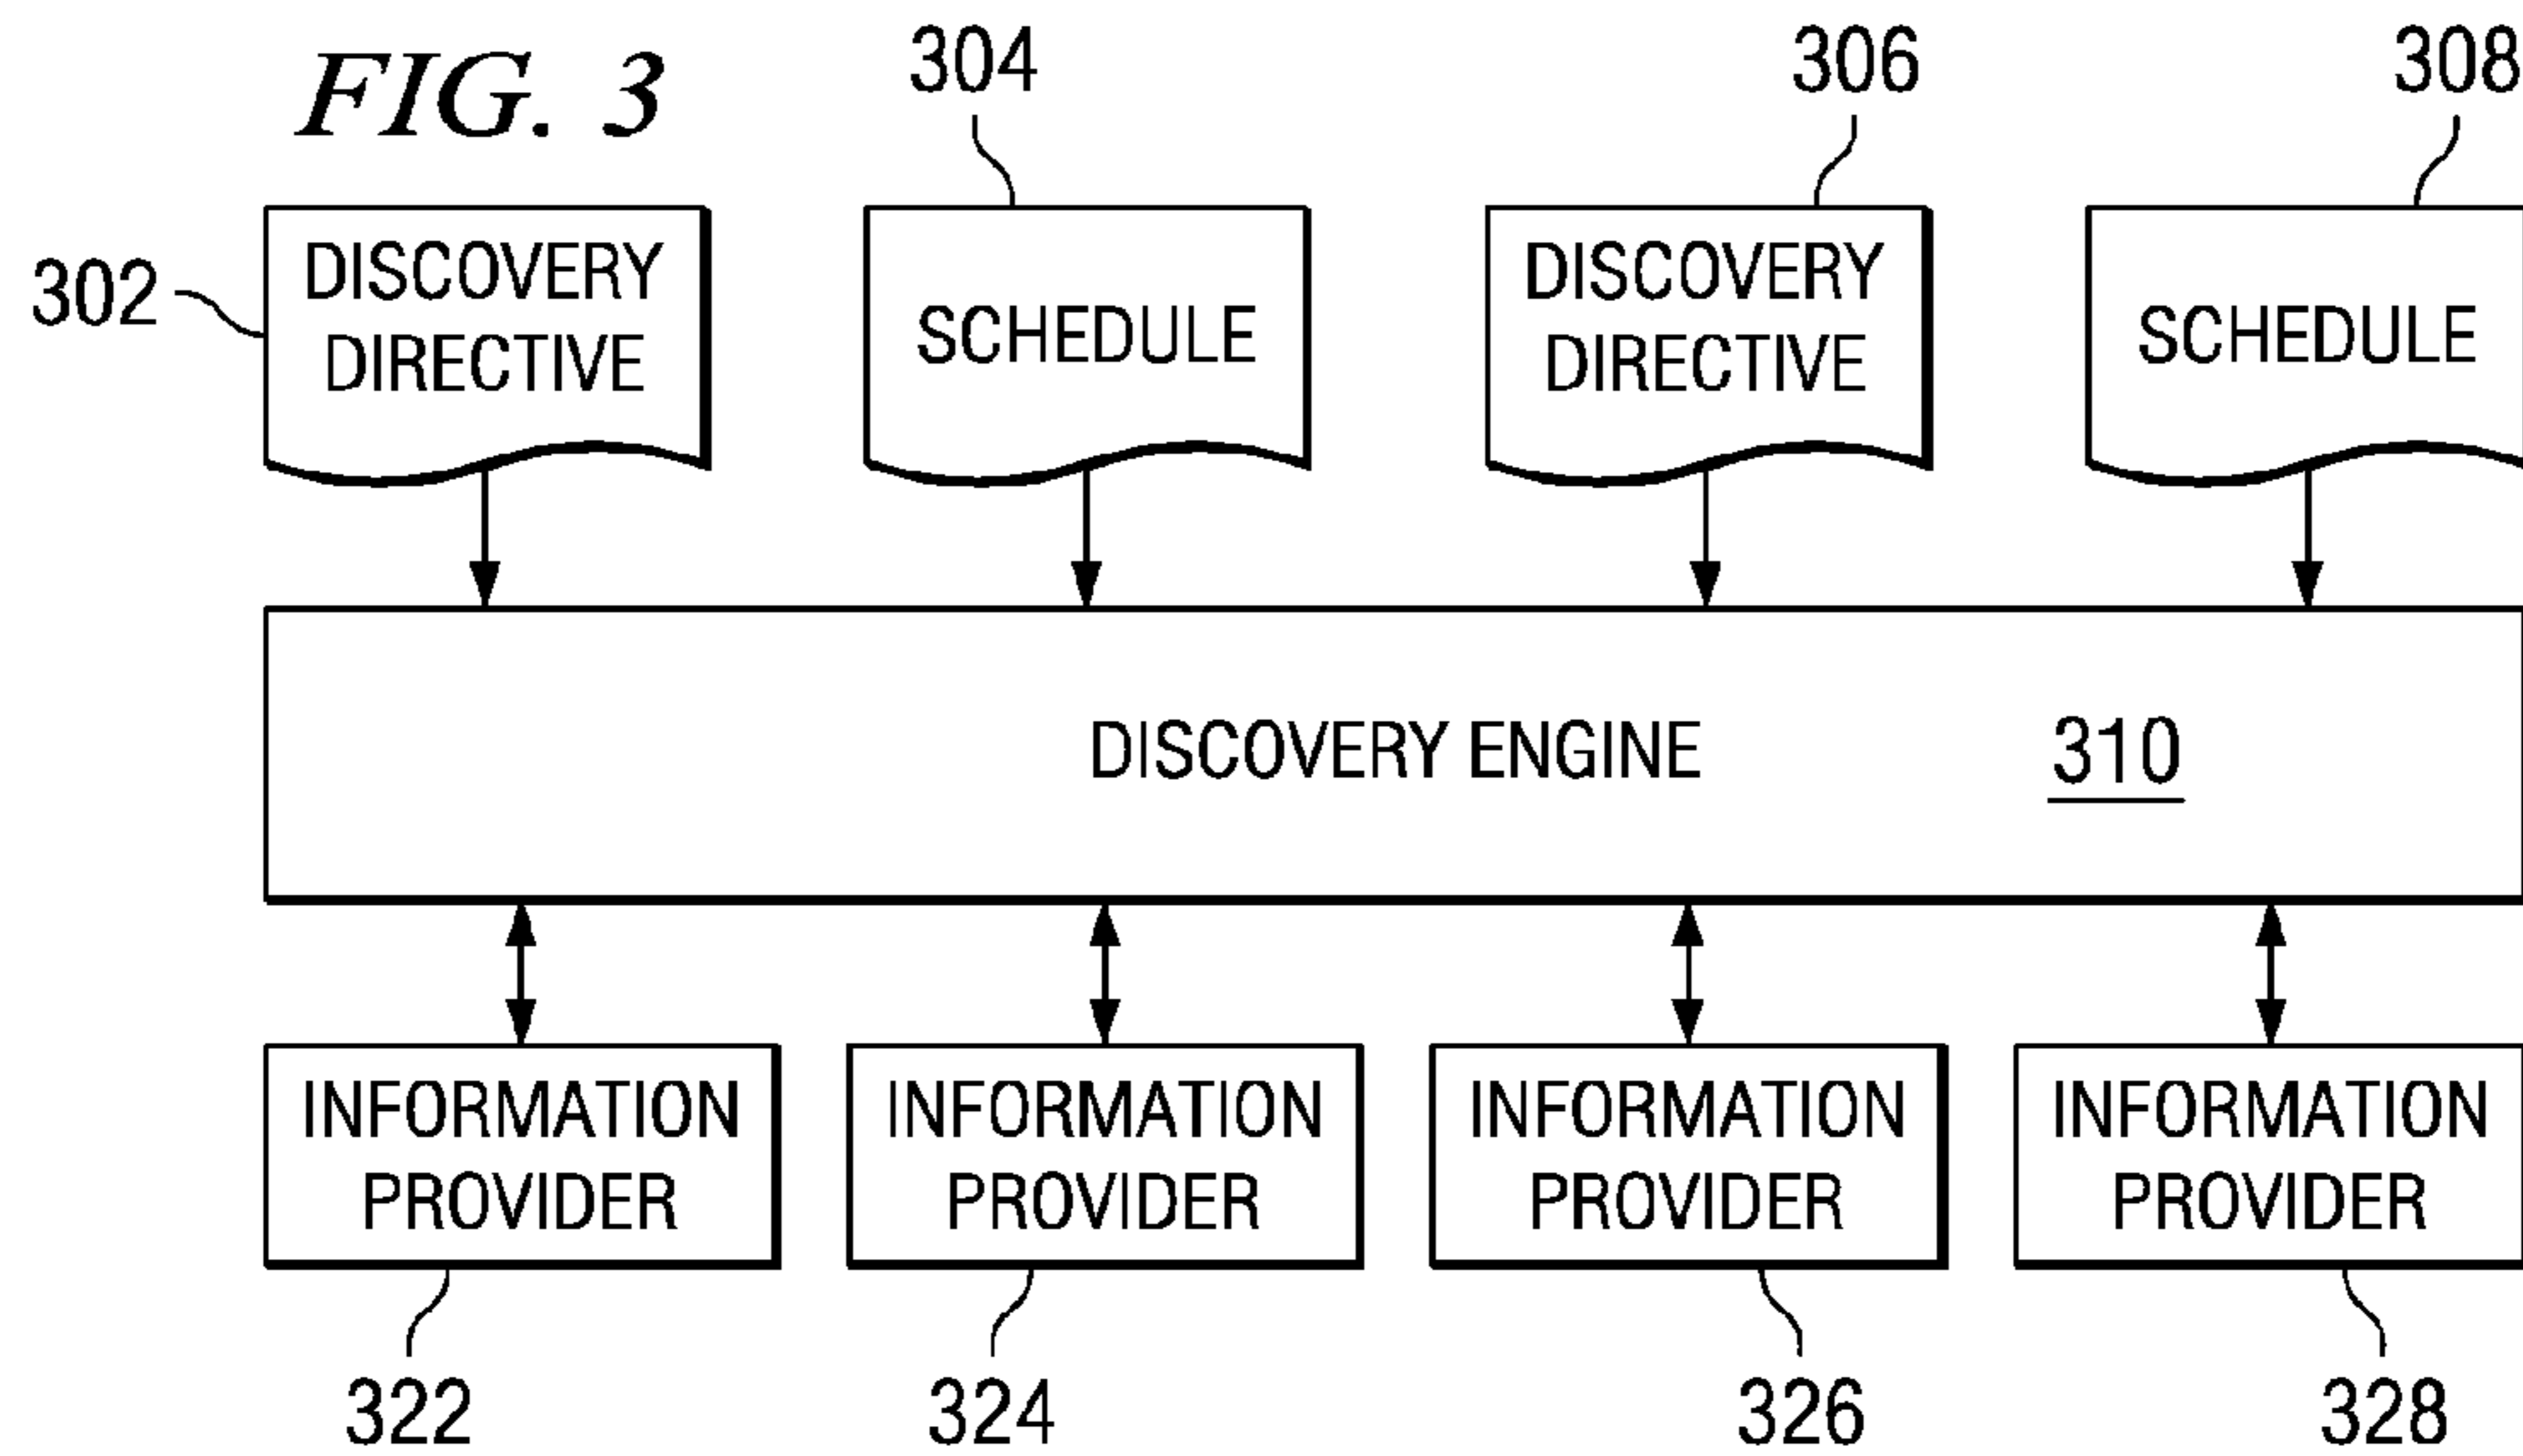 FIG. 3
304
306
308
302
DISCOVERY
DIRECTIVE
SCHEDULE
DISCOVERY
DIRECTIVE
SCHEDULE
DISCOVERY ENGINE
310
INFORMATION
PROVIDER
INFORMATION
PROVIDER
INFORMATION
PROVIDER
INFORMATION
PROVIDER
322
324
326
328